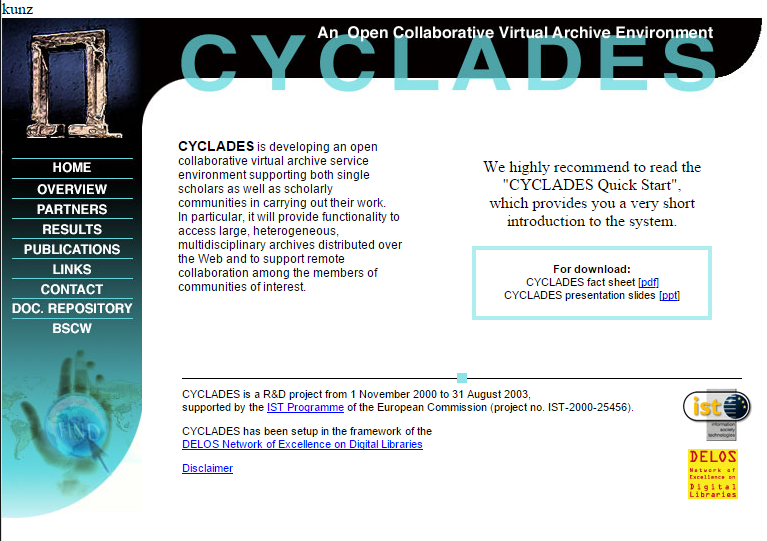 kunz
An Open Collaborative Virtual Archive Environment
CYCLADES
HOME
OVERVIEW
PARTNERS
RESULTS
PUBLICATIONS
LINKS
CONTACT
DOC. REPOSITORY
BSCW
FIND
CYCLADES is developing an open
collaborative virtual archive service
environment supporting both single
scholars as well as scholarly
communities in carrying out their work.
In particular, it will provide functionality to
access large, heterogeneous,
multidisciplinary archives distributed over
the Web and to support remote
collaboration among the members of
communities of interest.
We highly recommend to read the
"CYCLADES Quick Start",
which provides you a very short
introduction to the system.
For download:
CYCLADES fact sheet [pdf]
CYCLADES presentation slides [ppt]
CYCLADES is a R&D project from 1 November 2000 to 31 August 2003,
supported by the IST Programme of the European Commission (project no. IST-2000-25456).
CYCLADES has been setup in the framework of the
DELOS Network of Excellence on Digital Libraries
Disclaimer
ist
information
society
technologies
DELOS
Network of
Excellence on
Digital
Libraries